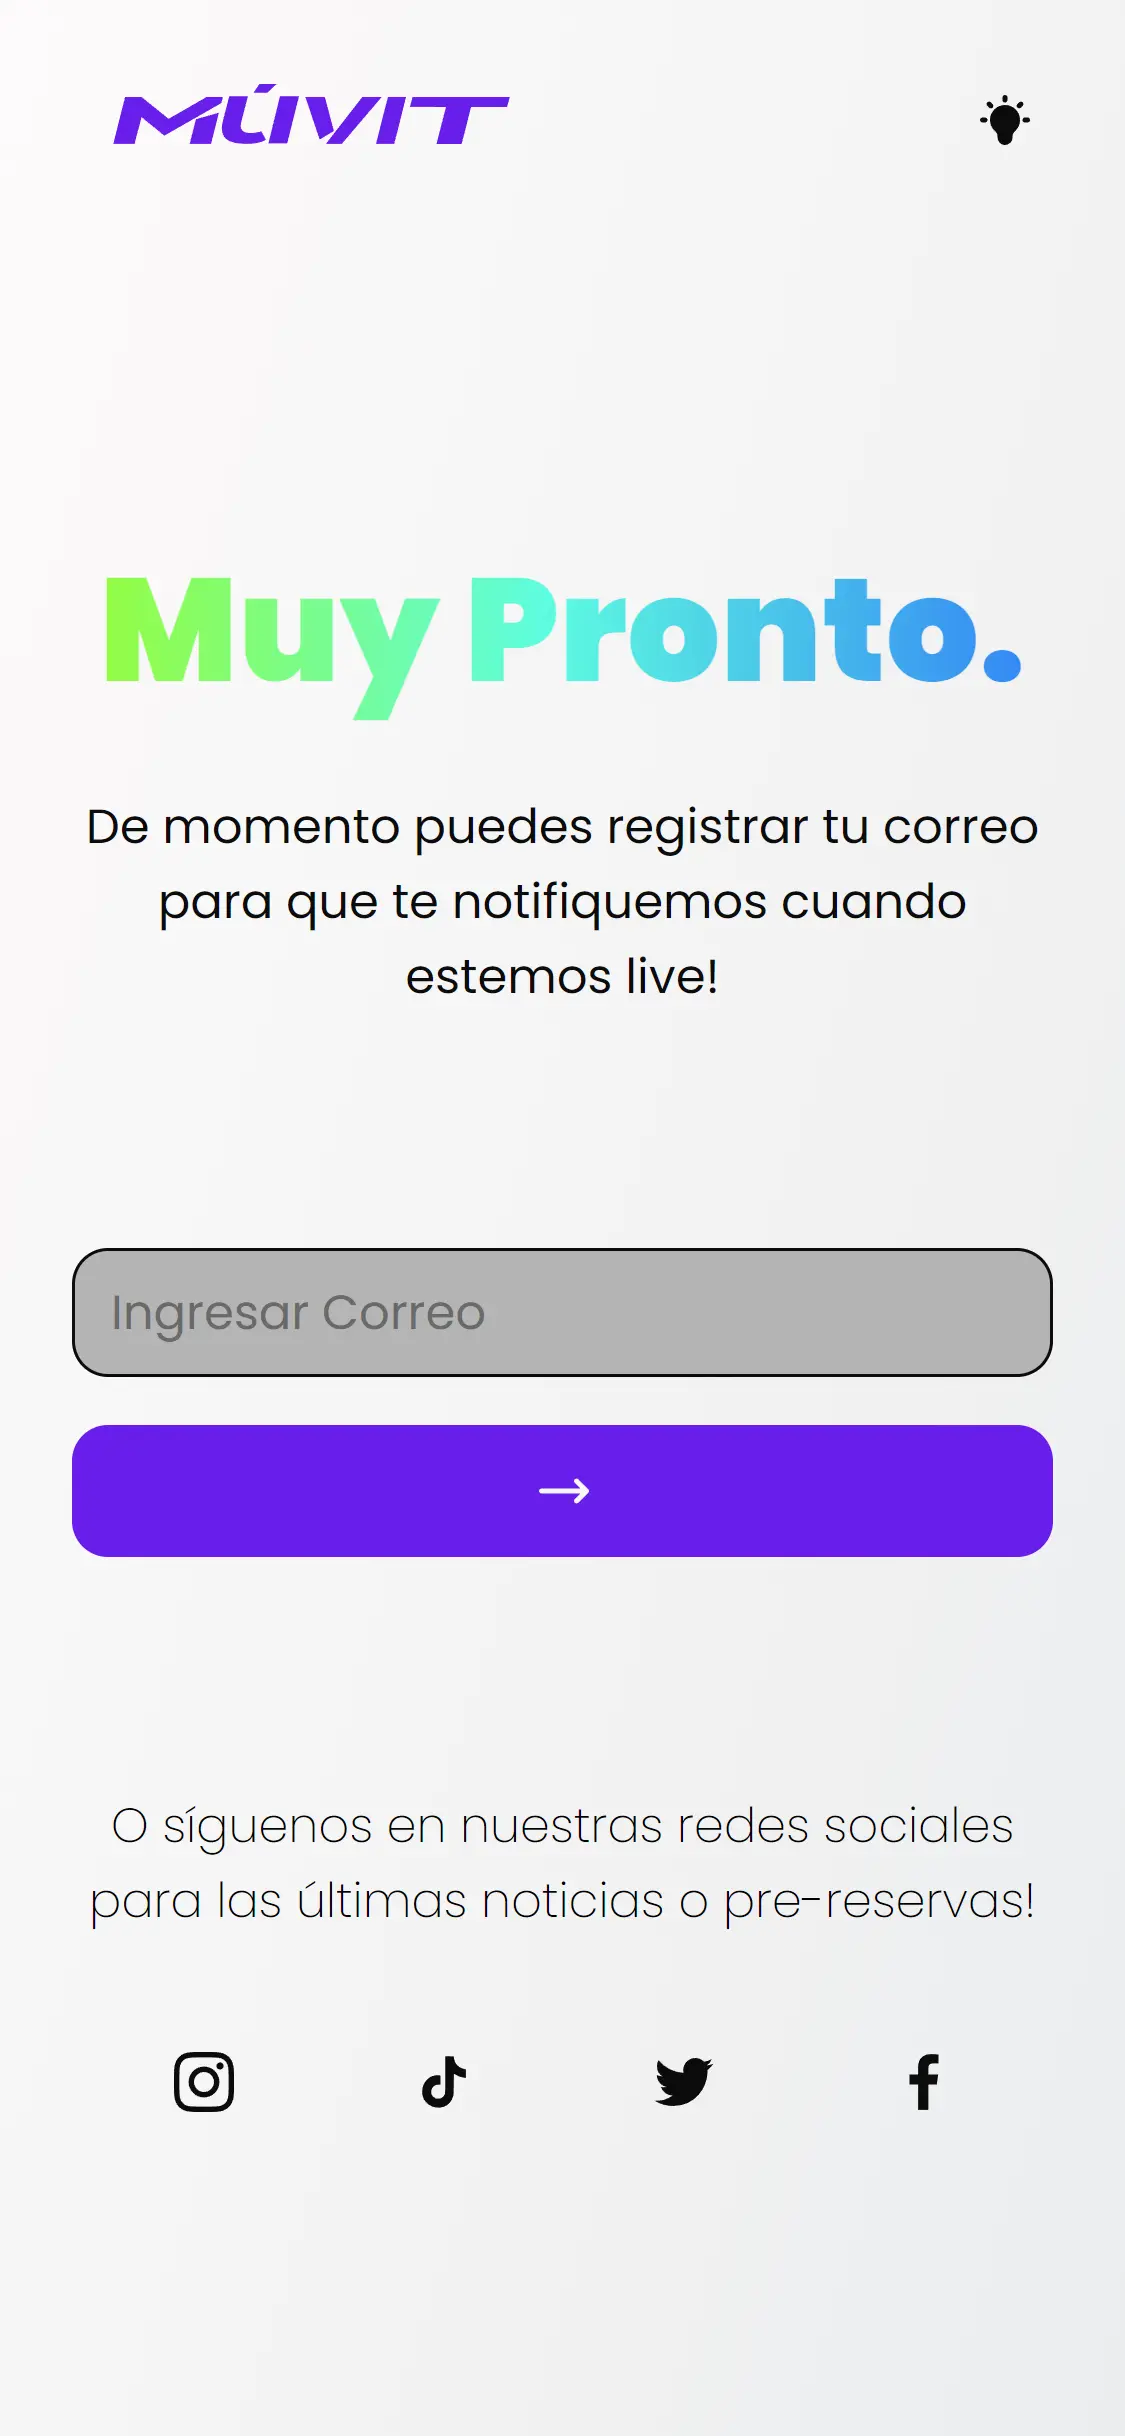 MÚVIT
Muy Pronto.
De momento puedes registrar tu correo
para que te notifiquemos cuando
estemos live!
Ingresar Correo
O síguenos en nuestras redes sociales
para las últimas noticias o pre-reservas!